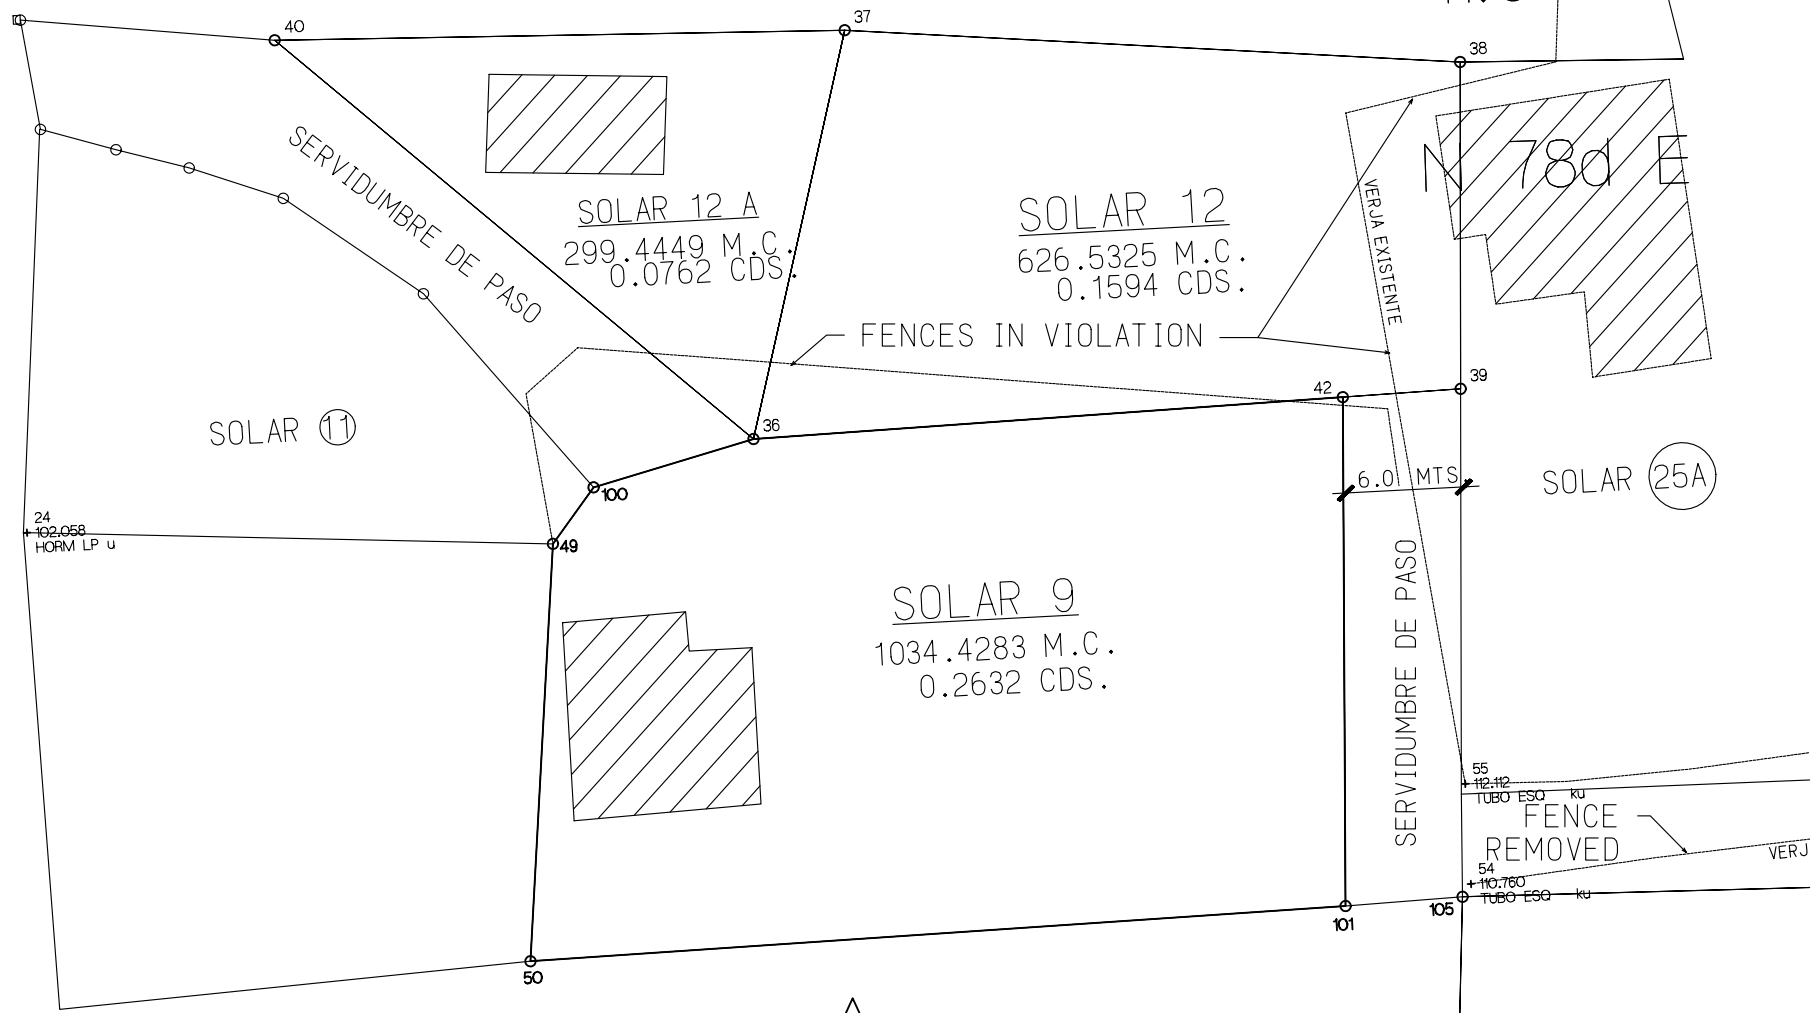 40
37
38
N 78d E
SERVIDUMBRE DE PASO
SOLAR 12 A
299.4449 M.C.
0.0762 CDS.
SOLAR 12
626.5325 M.C.
0.1594 CDS.
VERJA EXISTENTE
FENCES IN VIOLATION
42
39
36
SOLAR 11
6.0 MTS
SOLAR 25A
100
24
102.058
HORM LP u
49
SERVIDUMBRE DE PASO
SOLAR 9
1034.4283 M.C.
0.2632 CDS.
55
112.112
TUBO ESQ ku
FENCE
REMOVED
VERJ
54
110.760
TUBO ESQ ku
105
101
50